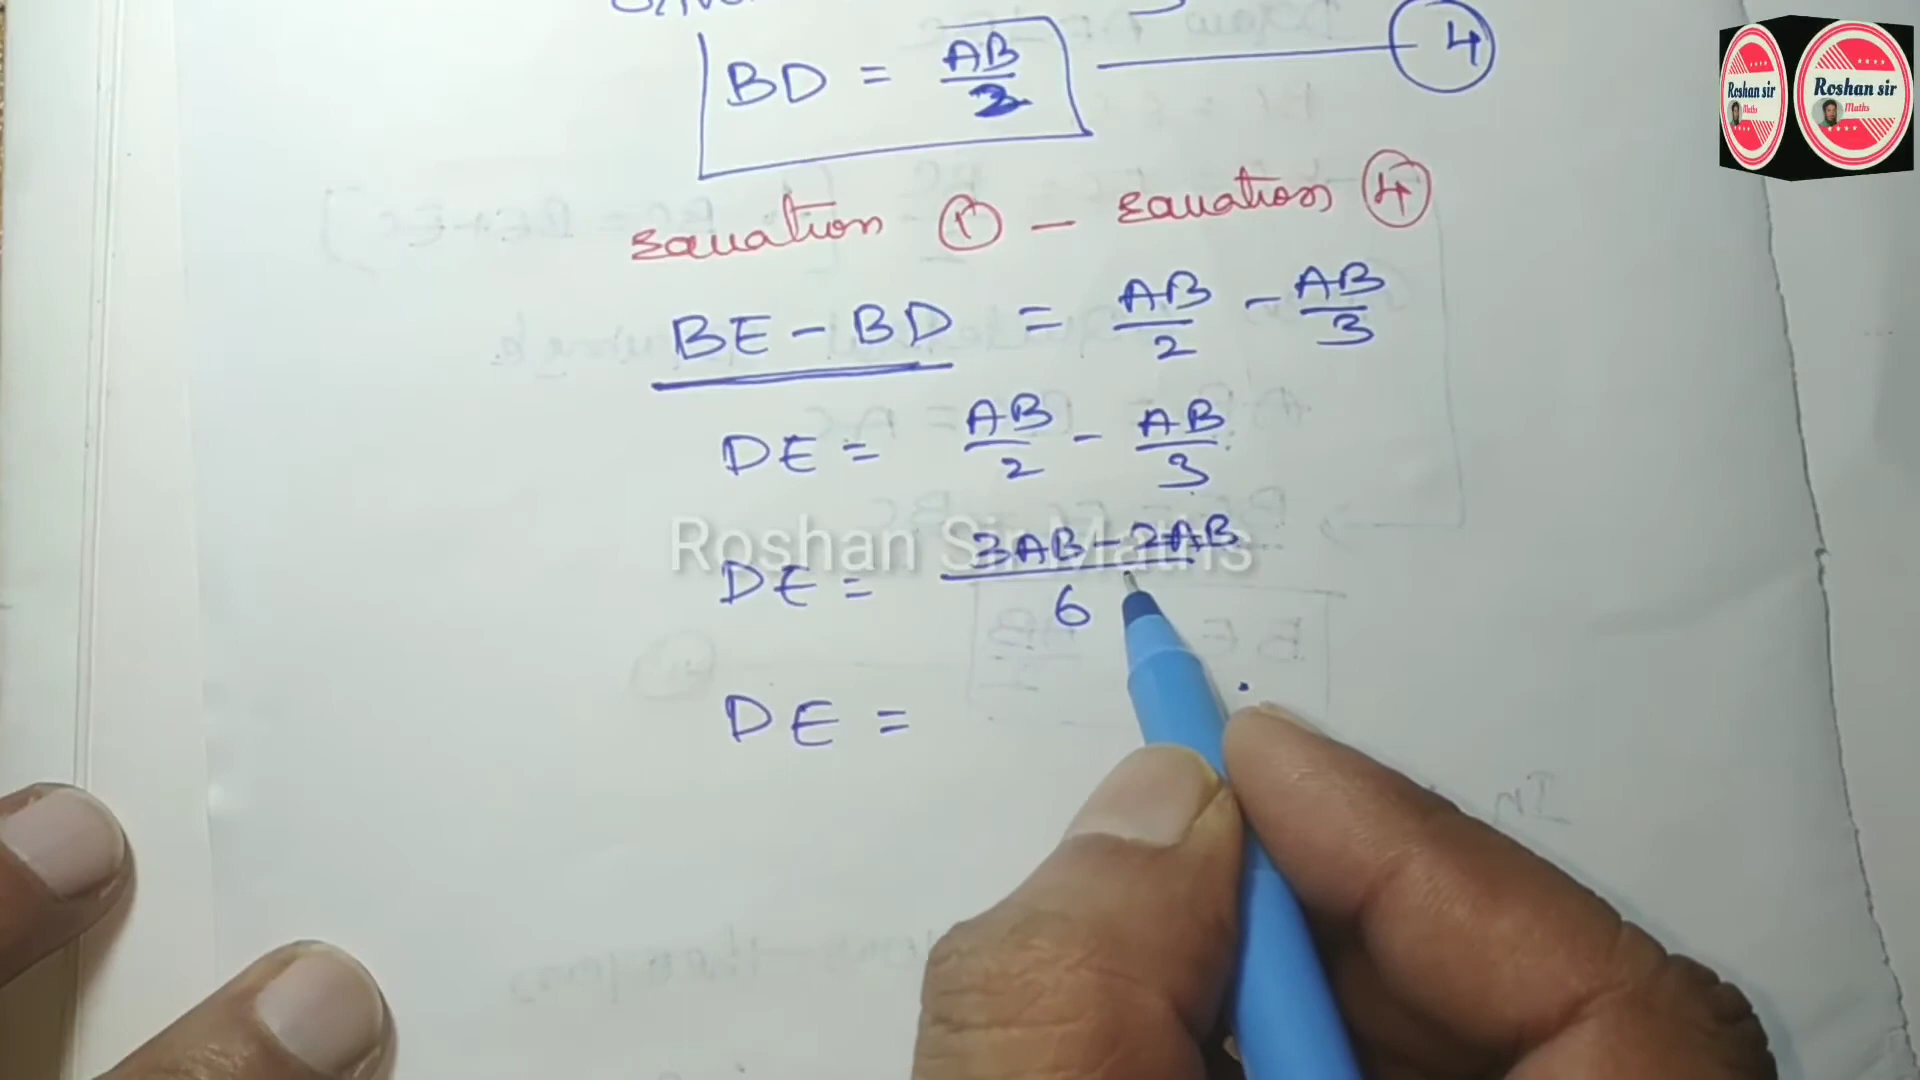 BD = AB/3 ④
Equation ① - Equation ④
BE - BD = AB/2 - AB/3
DE = AB/2 - AB/3
DE = 3AB - 2AB/6
DE =
Roshan Sir Maths
Roshan sir
Maths
Roshan sir
Maths